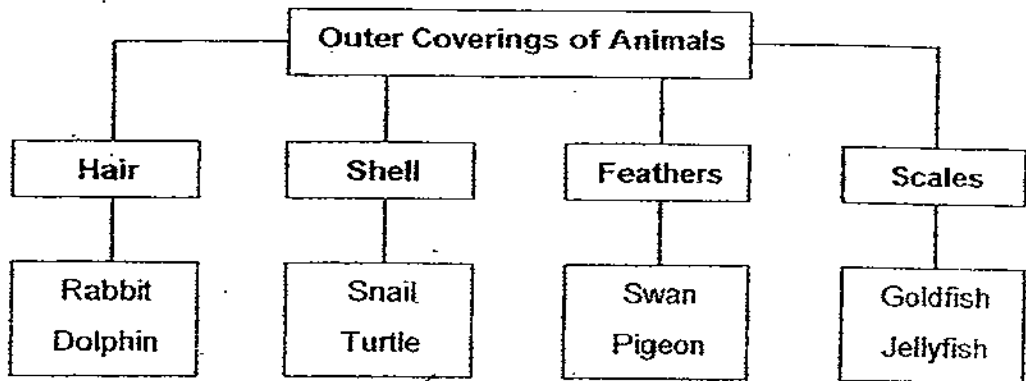 Outer Coverings of Animals
Hair
Shell
Feathers
Scales
Rabbit
Dolphin
Snail
Turtle
Swan
Pigeon
Goldfish
Jellyfish